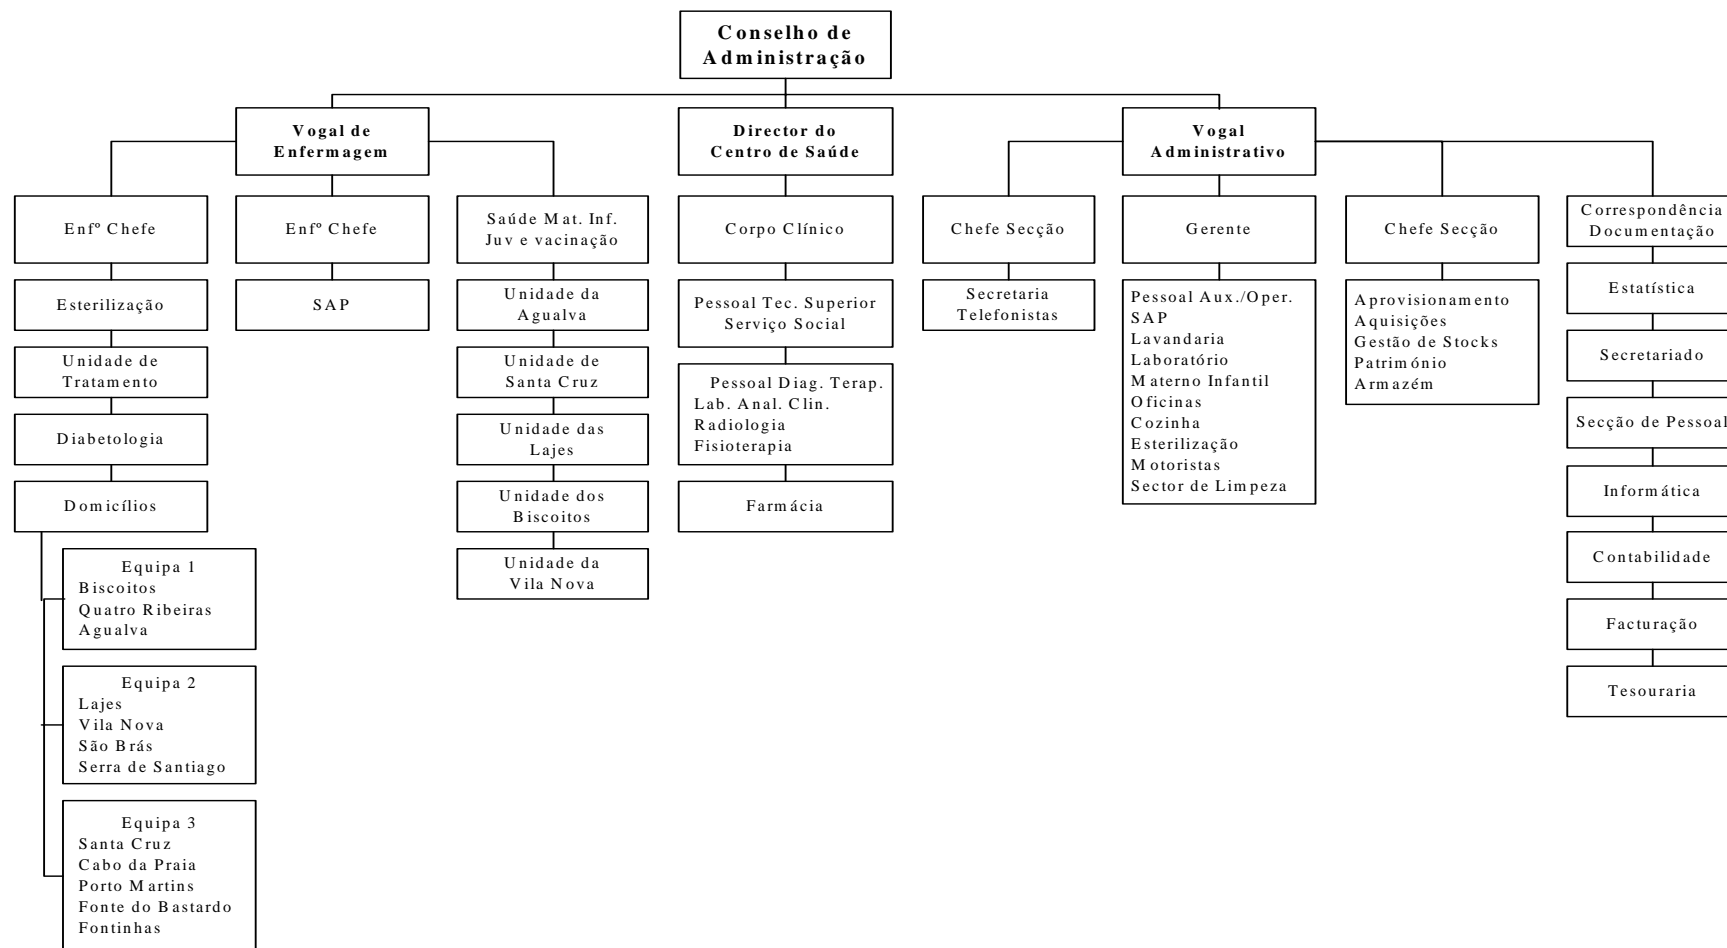 Conselho de
Administração
Vogal de
Enfermagem
Director do
Centro de Saúde
Vogal
Administrativo
Enfº Chefe
Enfº Chefe
Saúde Mat. Inf.
Juv e vacinação
Corpo Clínico
Chefe Secção
Gerente
Chefe Secção
Correspondência
Documentação
Esterilização
SAP
Unidade da
Agualva
Pessoal Tec. Superior
Serviço Social
Secretaria
Telefonistas
Pessoal Aux./Oper.
SAP
Lavandaria
Laboratório
Materno Infantil
Oficinas
Cozinha
Esterilização
Motoristas
Sector de Limpeza
Aprovisionamento
Aquisições
Gestão de Stocks
Património
Armazém
Estatística
Unidade de
Tratamento
Unidade de
Santa Cruz
Pessoal Diag. Terap.
Lab. Anal. Clin.
Radiologia
Fisioterapia
Secretariado
Diabetologia
Unidade das
Lajes
Secção de Pessoal
Domicílios
Unidade dos
Biscoitos
Farmácia
Informática
Equipa 1
Biscoitos
Quatro Ribeiras
Agualva
Unidade da
Vila Nova
Contabilidade
Facturação
Equipa 2
Lajes
Vila Nova
São Brás
Serra de Santiago
Tesouraria
Equipa 3
Santa Cruz
Cabo da Praia
Porto Martins
Fonte do Bastardo
Fontinhas